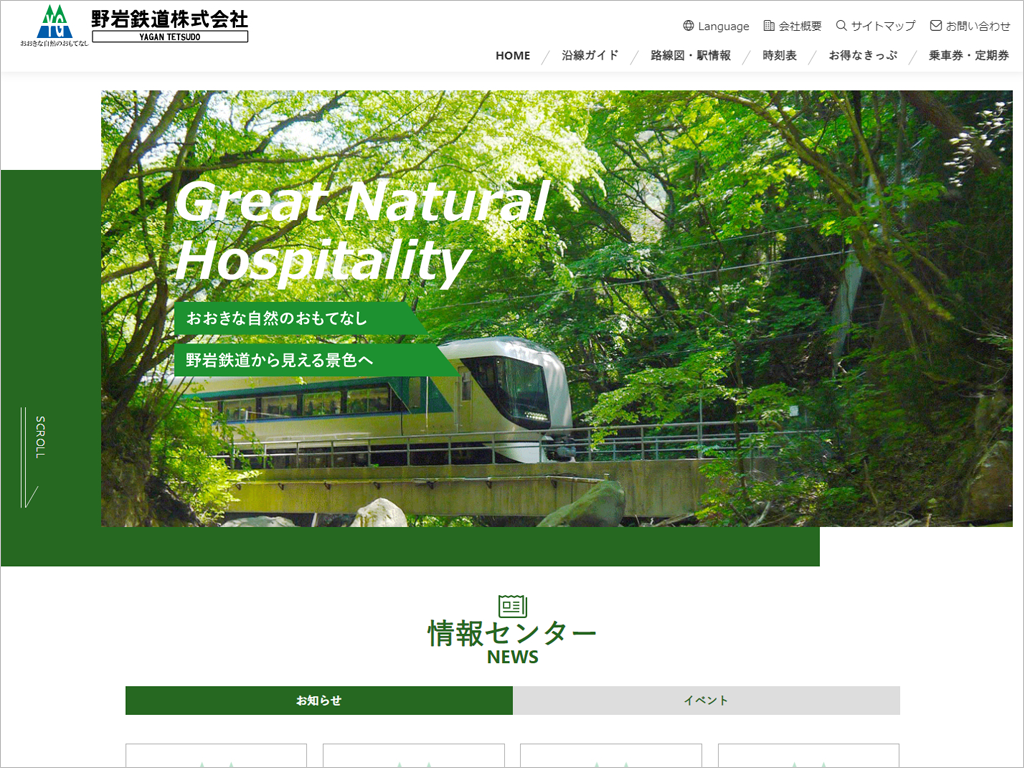 YG
おおきな自然のおもてなし
野岩鉄道株式会社
YAGAN TETSUDO
Language 会社概要 サイトマップ お問い合わせ
HOME 沿線ガイド 路線図・駅情報 時刻表 お得なきっぷ 乗車券・定期券
Great Natural
Hospitality
おおきな自然のおもてなし
野岩鉄道から見える景色へ
SCROLL
情報センター
NEWS
お知らせ イベント